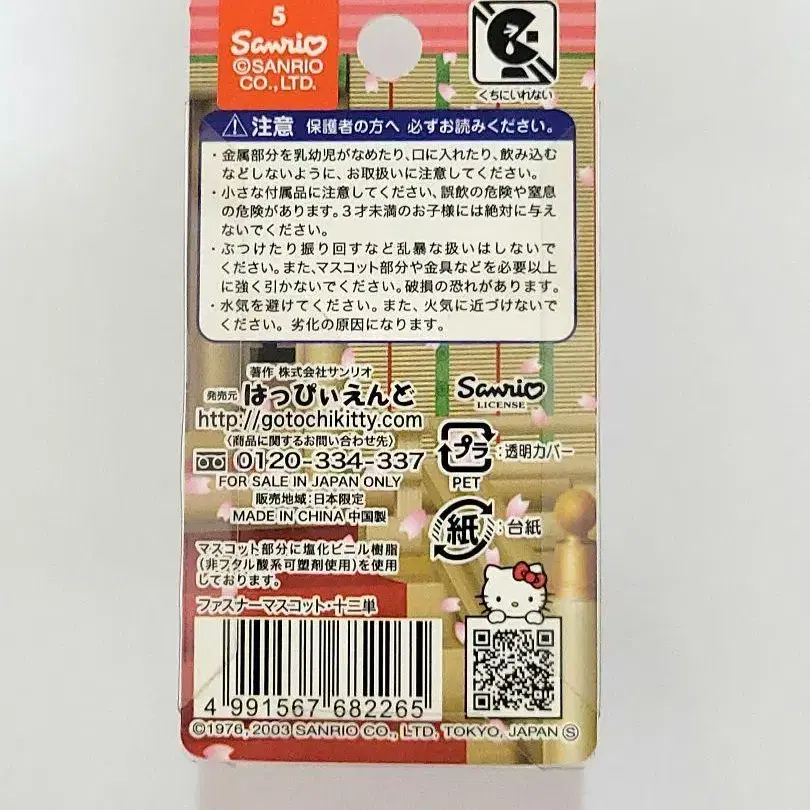 5
Sanrio
©SANRIO
CO., LTD.
くちにいれない
注意 保護者の方へ 必ずお読みください。
・金属部分を乳幼児がなめたり、口に入れたり、飲み込む
などしないように、お取扱いに注意してください。
・小さな付属品に注意してください、誤飲の危険や窒息
の危険があります。3才未満のお子様には絶対に与え
ないでください。
・ぶつけたり振り回すなど乱暴な扱いはしないで
ください。また、マスコット部分や金具などを必要以上
に強く引かないでください。破損の恐れがあります。
・水気を避けてください。また、火気に近づけないで
ください。劣化の原因になります。
著作 株式会社サンリオ
発売元 はっぴぃえんど
http://gotochikitty.com
〈商品に関するお問い合わせ先〉
0120-334-337
FOR SALE IN JAPAN ONLY
販売地域:日本限定
MADE IN CHINA 中国製
Sanrio
LICENSE
プラ :透明カバー
PET
紙 :台紙
マスコット部分に塩化ビニル樹脂
(非フタル酸系可塑剤使用)を使用
しております。
ファスナーマスコット・十二単
4 991567 682265
©1976, 2003 SANRIO CO., LTD, TOKYO, JAPAN Ⓢ